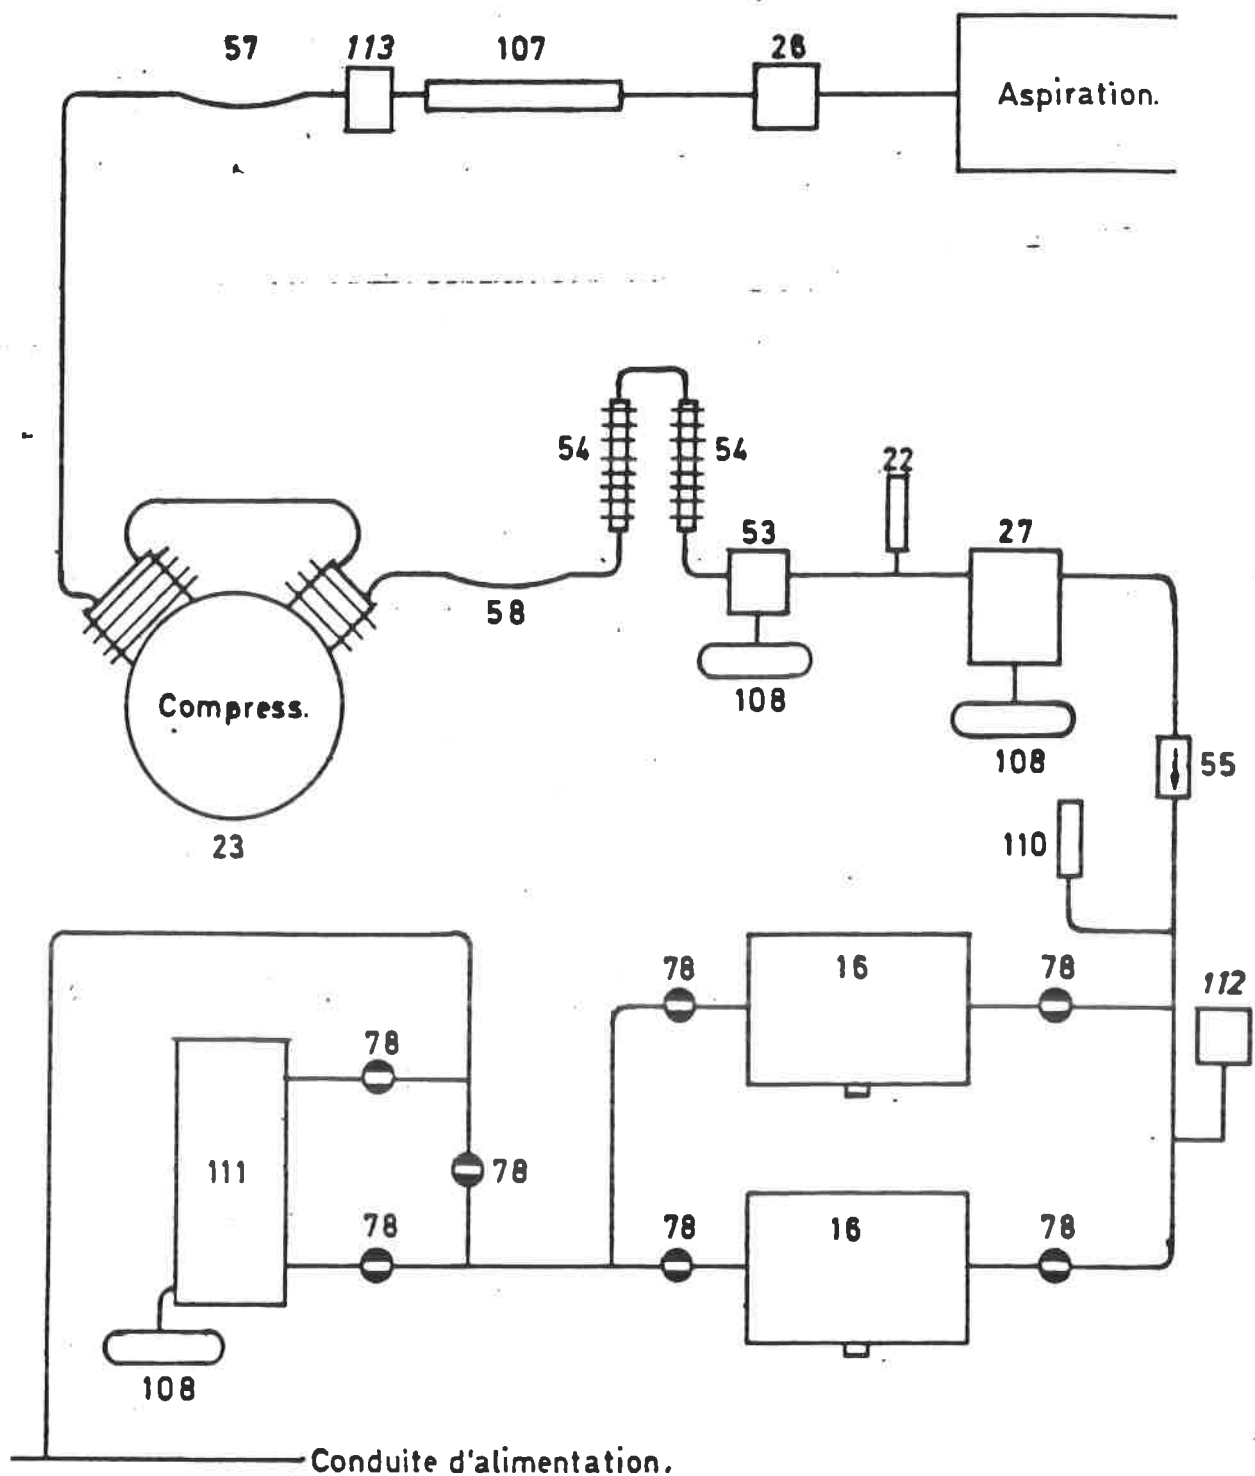 57 113 107 28
Aspiration.
54 54 22
53 27
58
108
Compress.
108 55
23 110
78 16 78 112
78
111 78
78 78 16 78
108
Conduite d'alimentation.